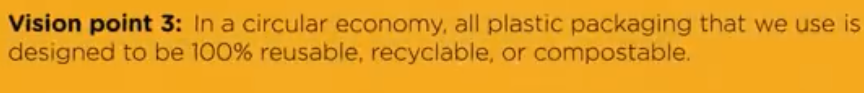 Vision point 3: In a circular economy, all plastic packaging that we use is
designed to be 100% reusable, recyclable, or compostable.